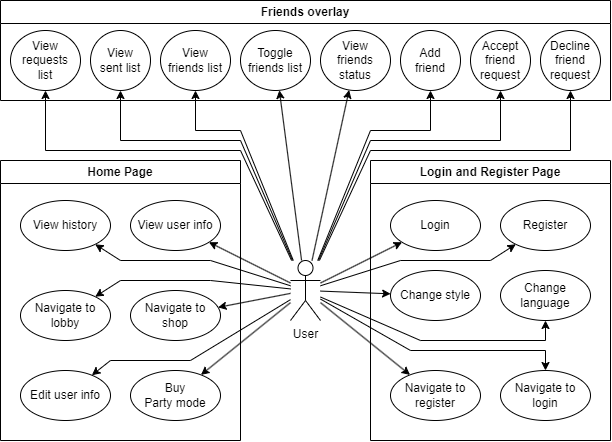 Friends overlay
View
requests
list
View
sent list
View
friends list
Toggle
friends list
View
friends
status
Add
friend
Accept
friend
request
Decline
friend
request
Home Page
View history
View user info
Navigate to
lobby
Navigate to
shop
Edit user info
Buy
Party mode
User
Login and Register Page
Login
Register
Change style
Change
language
Navigate to
register
Navigate to
login